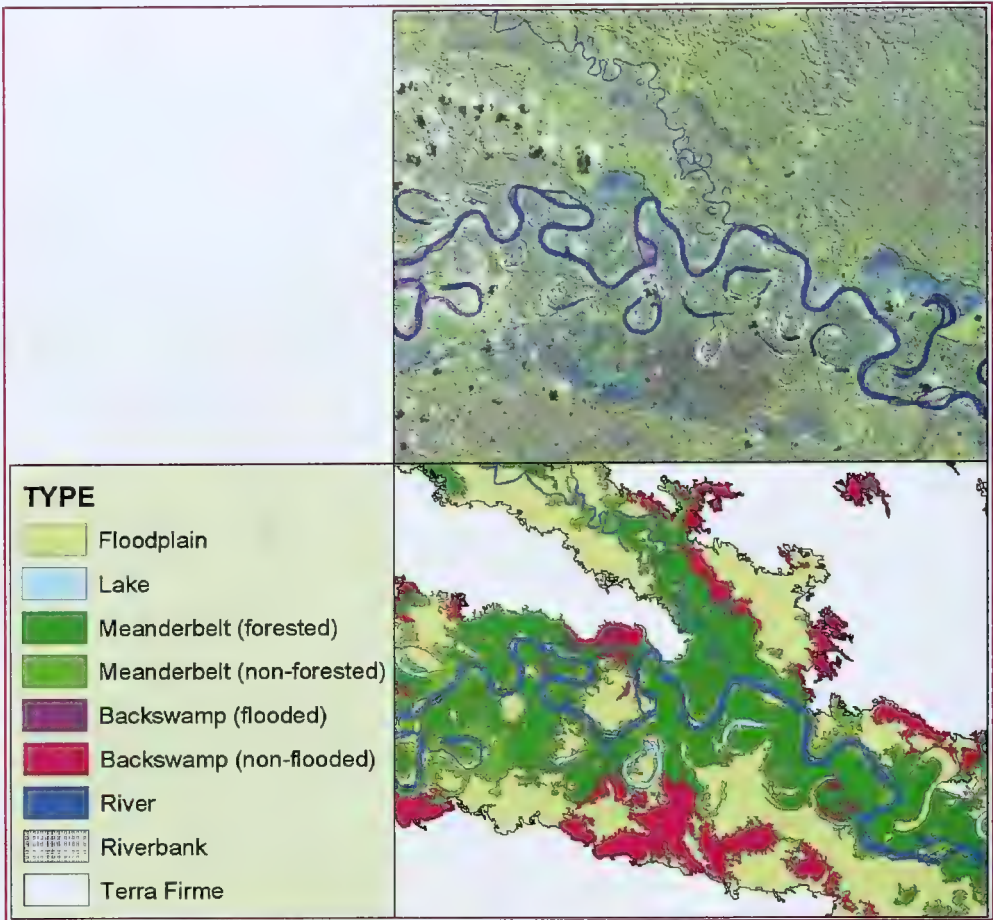 TYPE
Floodplain
Lake
Meanderbelt (forested)
Meanderbelt (non-forested)
Backswamp (flooded)
Backswamp (non-flooded)
River
Riverbank
Terra Firme